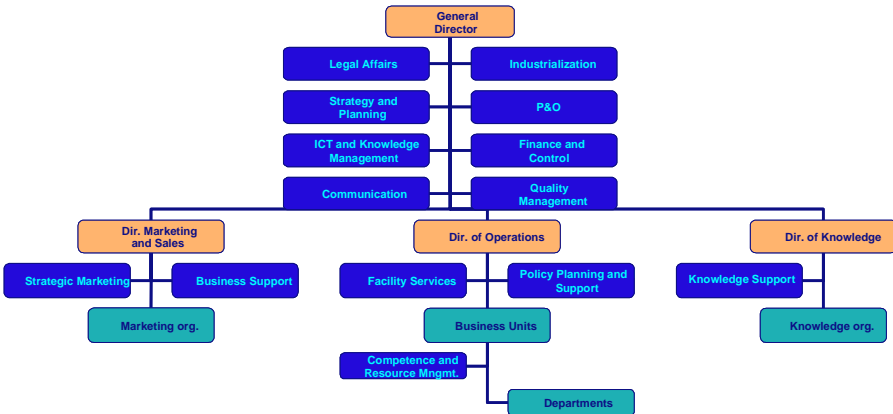 General
Director
Legal Affairs
Industrialization
Strategy and
Planning
P&O
ICT and Knowledge
Management
Finance and
Control
Communication
Quality
Management
Dir. Marketing
and Sales
Dir. of Operations
Dir. of Knowledge
Strategic Marketing
Business Support
Facility Services
Policy Planning and
Support
Knowledge Support
Marketing org.
Business Units
Knowledge org.
Competence and
Resource Mngmt.
Departments